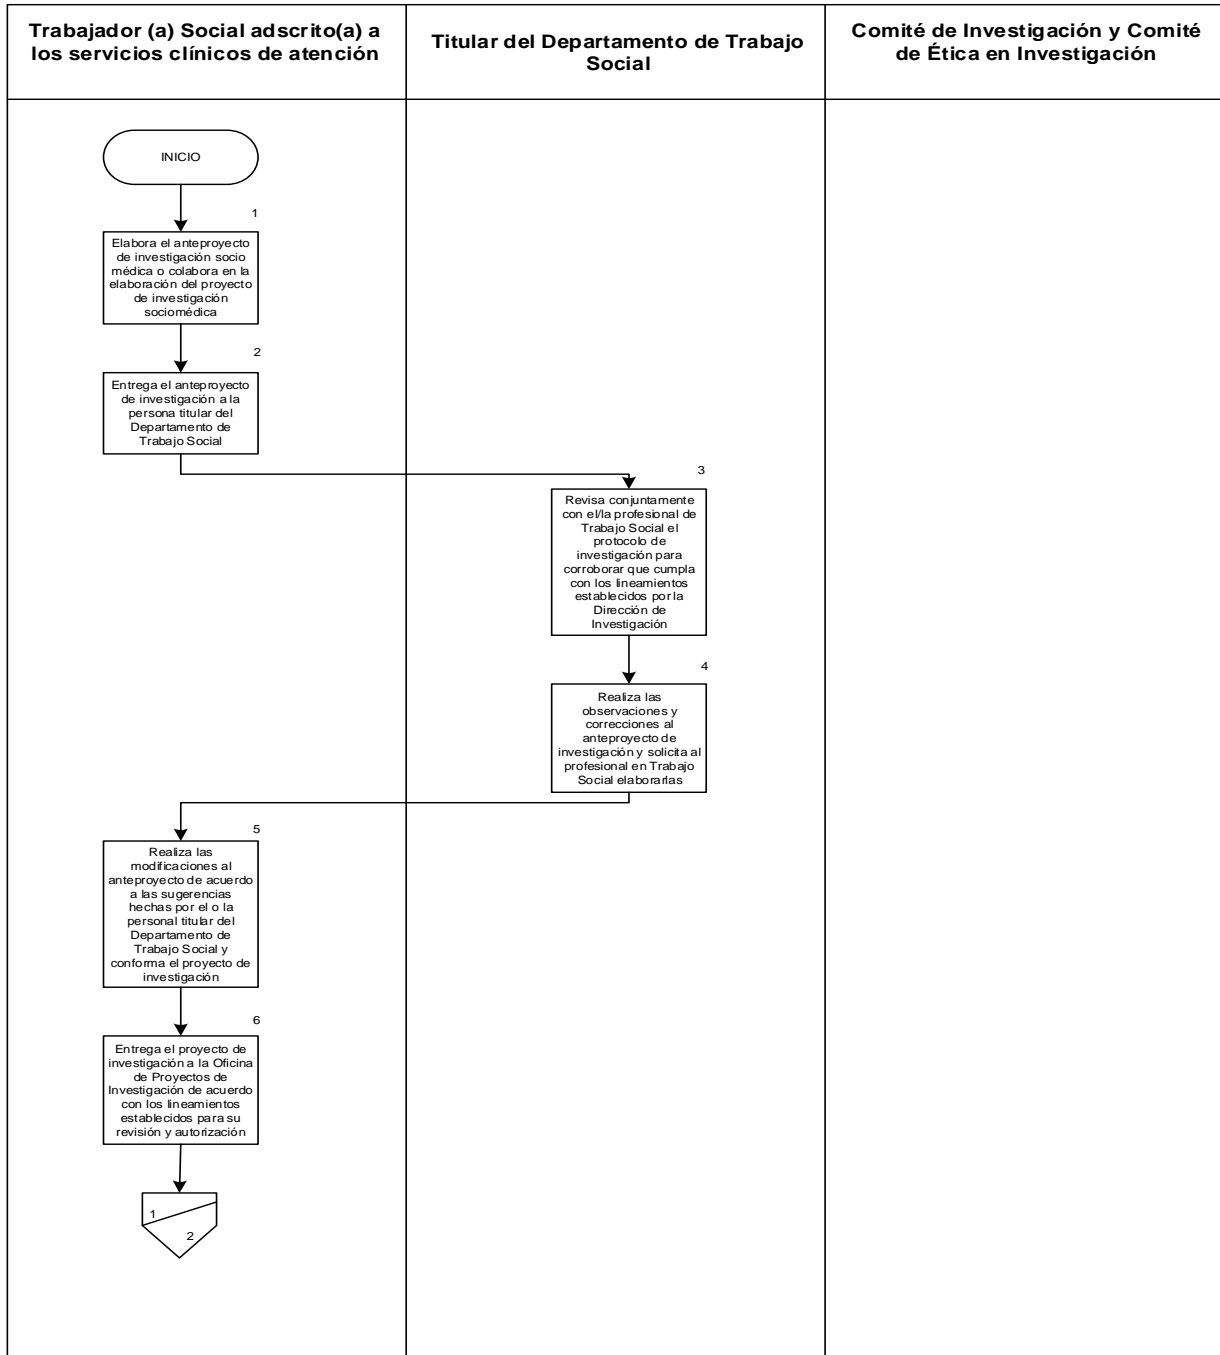 Trabajador (a) Social adscrito(a) a
los servicios clínicos de atención
Titular del Departamento de Trabajo
Social
Comité de Investigación y Comité
de Ética en Investigación
INICIO
1
Elabora el anteproyecto
de investigación socio
médica o colabora en la
elaboración del proyecto
de investigación
sociomédica
2
Entrega el anteproyecto
de investigación a la
persona titular del
Departamento de
Trabajo Social
3
Revisa conjuntamente
con el/la profesional de
Trabajo Social el
protocolo de
investigación para
corroborar que cumpla
con los lineamientos
establecidos por la
Dirección de
Investigación
4
Realiza las
observaciones y
correcciones al
anteproyecto de
investigación y solicita al
profesional en Trabajo
Social elaborarlas
5
Realiza las
modificaciones al
anteproyecto de acuerdo
a las sugerencias
hechas por el o la
personal titular del
Departamento de
Trabajo Social y
conforma el proyecto de
investigación
6
Entrega el proyecto de
investigación a la Oficina
de Proyectos de
Investigación de acuerdo
con los lineamientos
establecidos para su
revisión y autorización
1
2